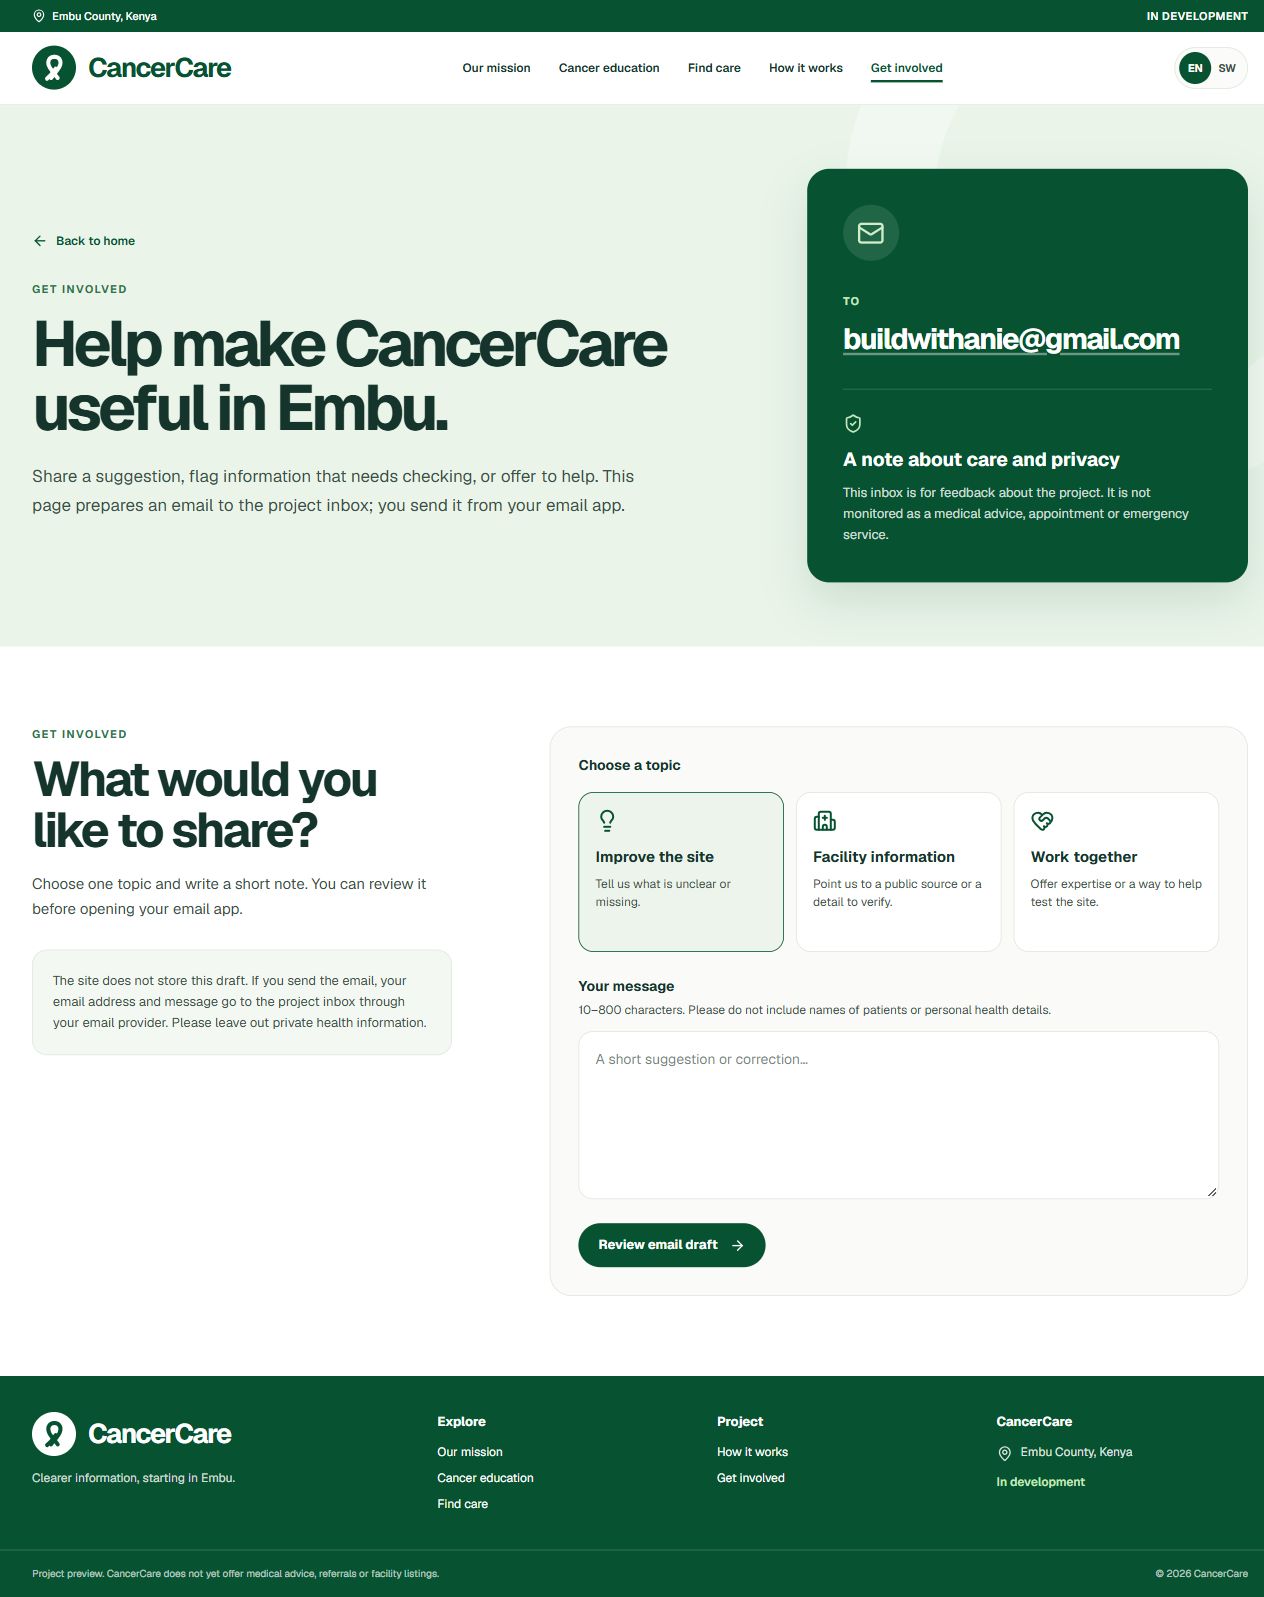 Embu County, Kenya
IN DEVELOPMENT
CancerCare
Our mission
Cancer education
Find care
How it works
Get involved
EN
SW
Back to home
GET INVOLVED
Help make CancerCare
useful in Embu.
Share a suggestion, flag information that needs checking, or offer to help. This
page prepares an email to the project inbox; you send it from your email app.
TO
buildwithanie@gmail.com
A note about care and privacy
This inbox is for feedback about the project. It is not
monitored as a medical advice, appointment or emergency
service.
GET INVOLVED
What would you
like to share?
Choose one topic and write a short note. You can review it
before opening your email app.
The site does not store this draft. If you send the email, your
email address and message go to the project inbox through
your email provider. Please leave out private health information.
Choose a topic
Improve the site
Tell us what is unclear or
missing.
Facility information
Point us to a public source or a
detail to verify.
Work together
Offer expertise or a way to help
test the site.
Your message
10–800 characters. Please do not include names of patients or personal health details.
A short suggestion or correction...
Review email draft
CancerCare
Clearer information, starting in Embu.
Explore
Our mission
Cancer education
Find care
Project
How it works
Get involved
CancerCare
Embu County, Kenya
In development
Project preview. CancerCare does not yet offer medical advice, referrals or facility listings.
© 2026 CancerCare